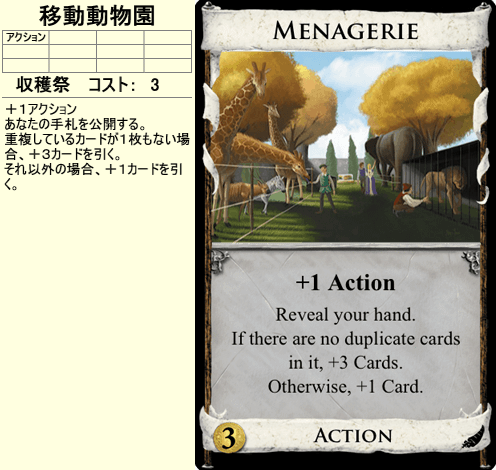 移動動物園
アクション
収穫祭　コスト:　3
＋1アクション
あなたの手札を公開する。
重複しているカードが1枚もない場
合、＋3カードを引く。
それ以外の場合、＋1カードを引
く。
MENAGERIE
+1 Action
Reveal your hand.
If there are no duplicate cards
in it, +3 Cards.
Otherwise, +1 Card.
3
ACTION